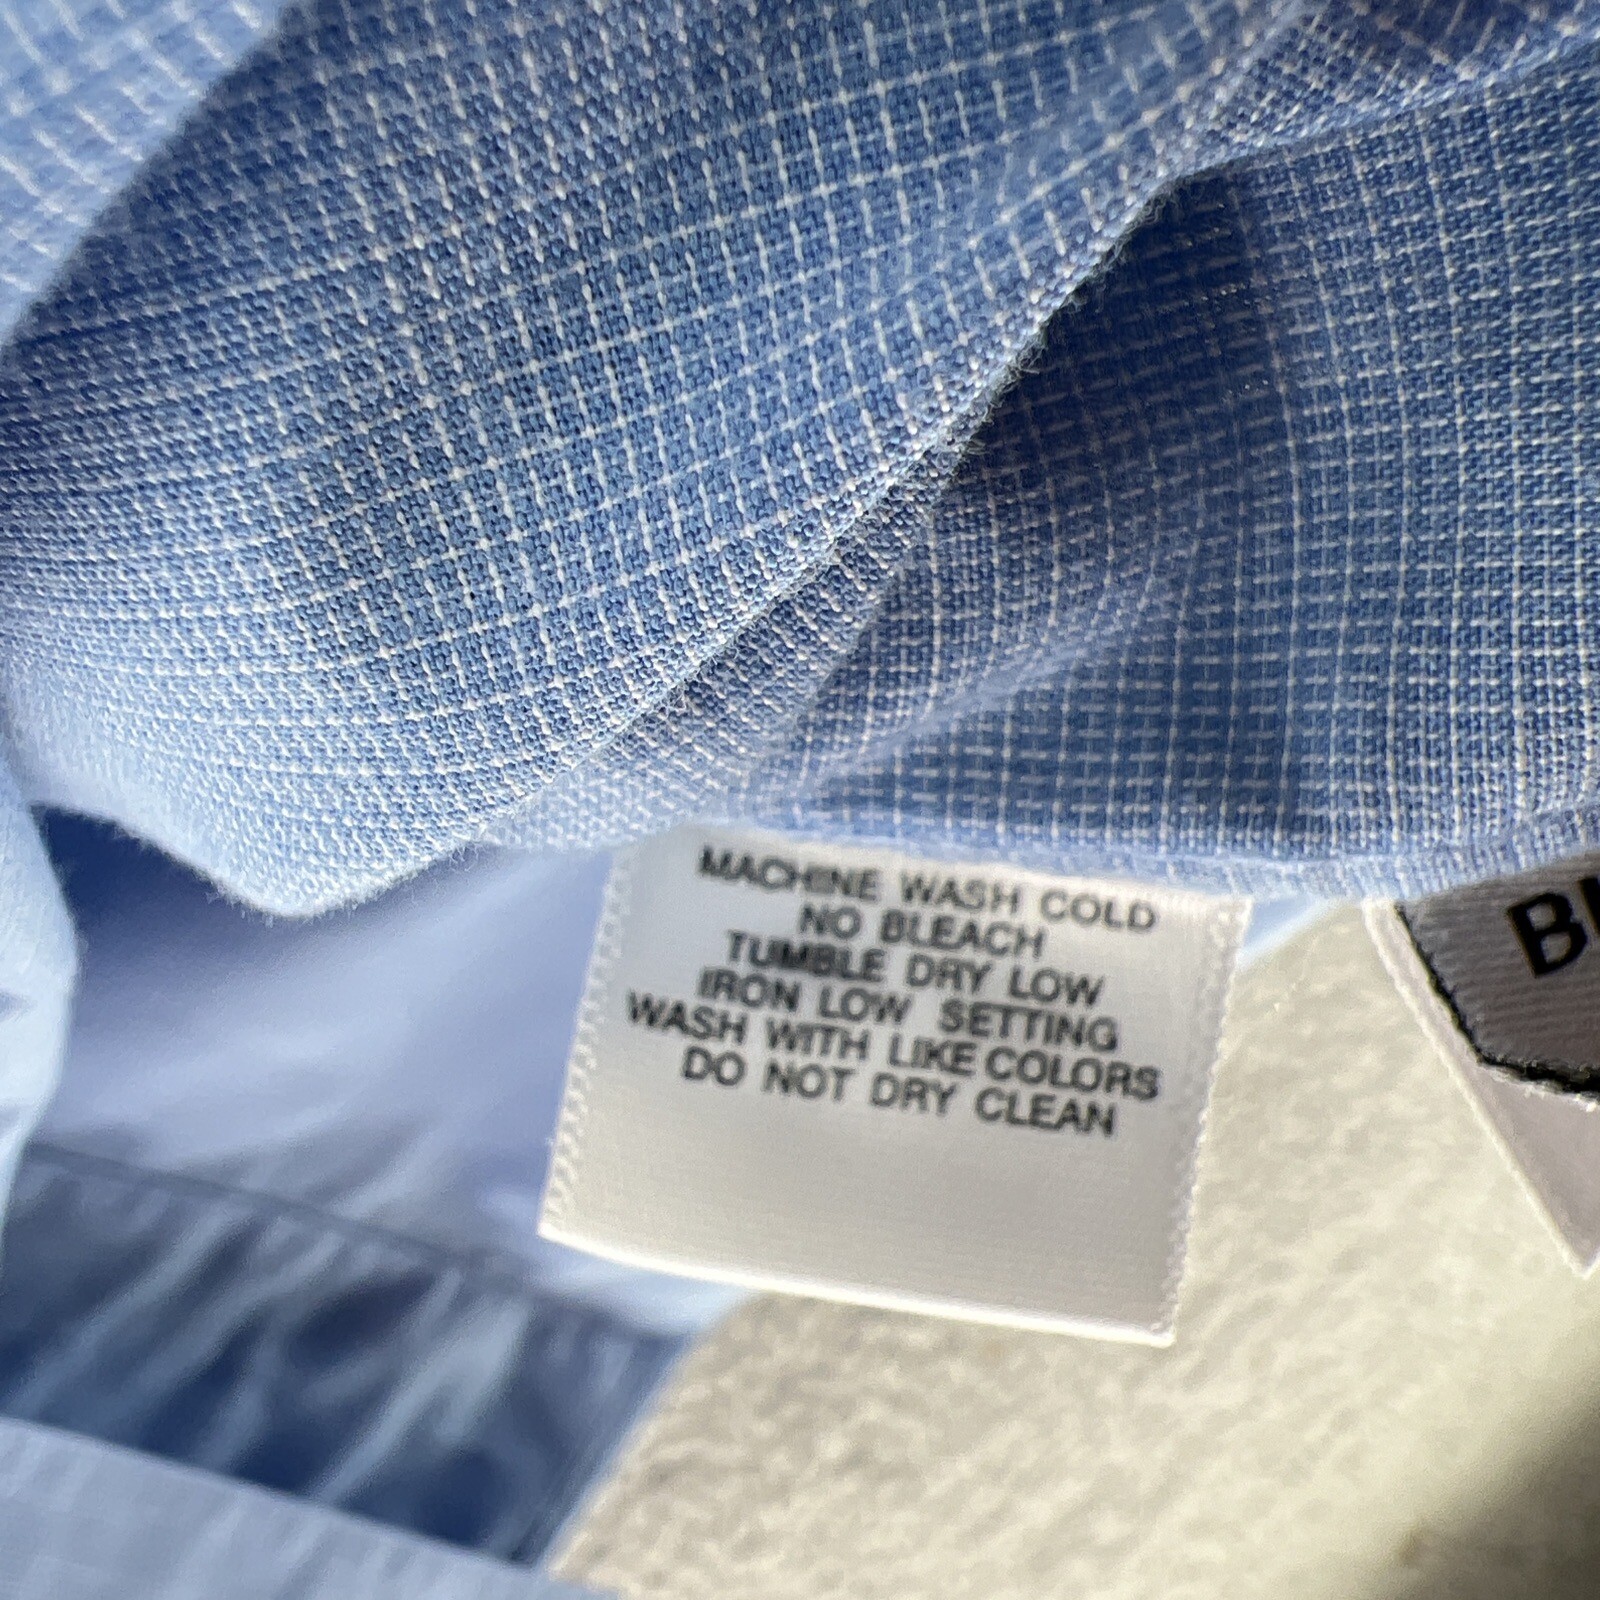 MACHINE WASH COLD
NO BLEACH
TUMBLE DRY LOW
IRON LOW SETTING
WASH WITH LIKE COLORS
DO NOT DRY CLEAN